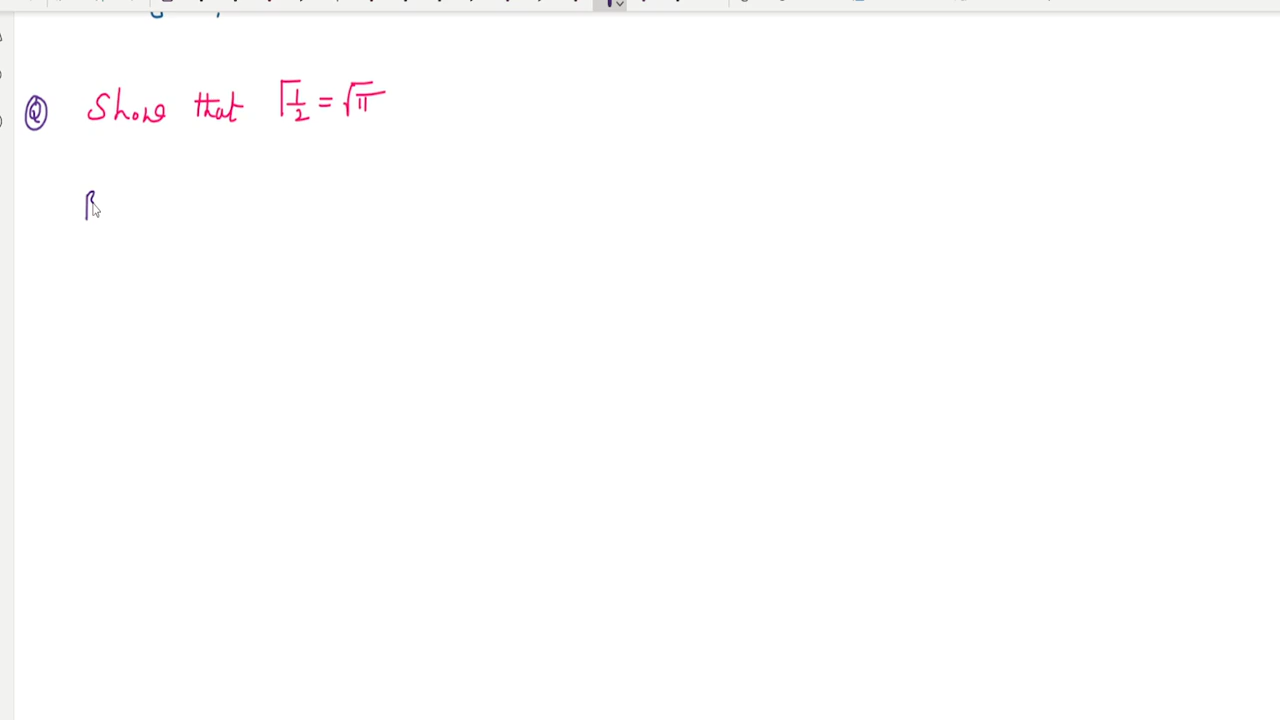 Q Show that Γ1/2 = √π